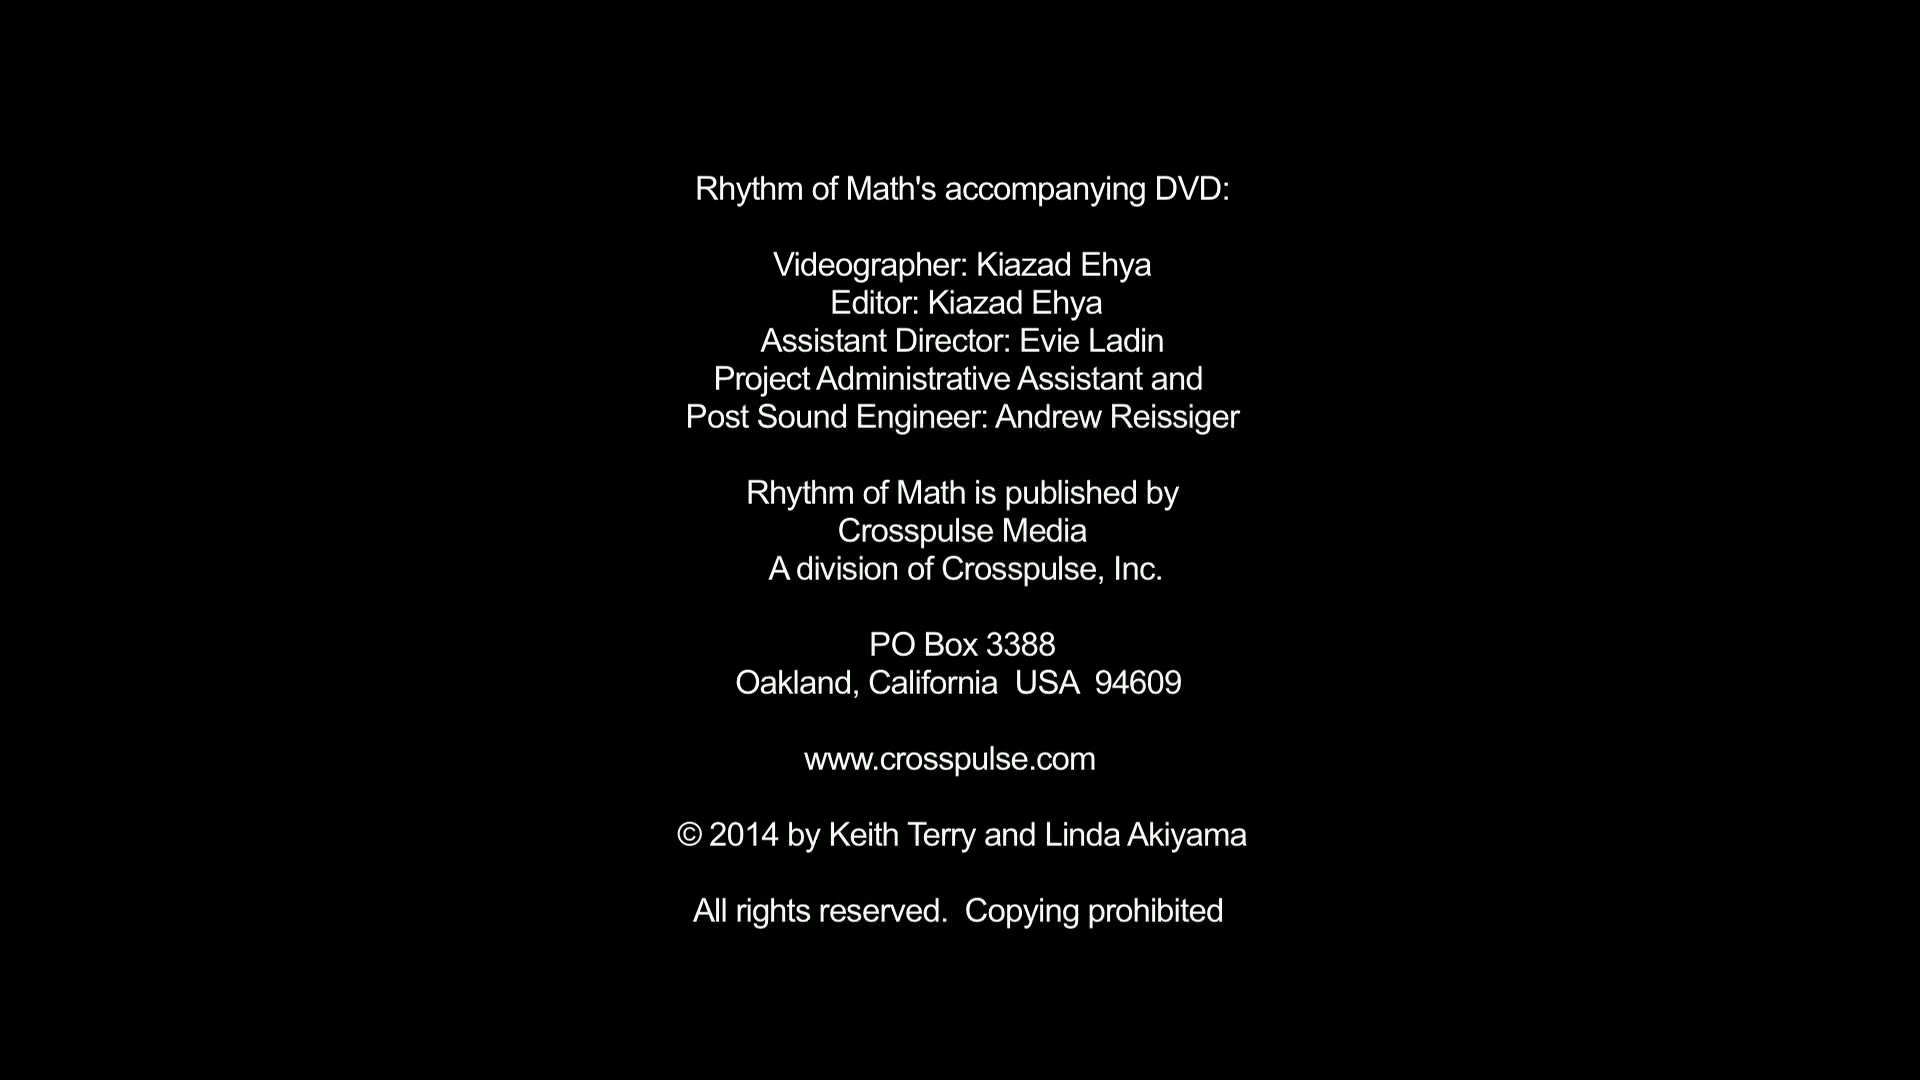 Rhythm of Math's accompanying DVD:
Videographer: Kiazad Ehya
Editor: Kiazad Ehya
Assistant Director: Evie Ladin
Project Administrative Assistant and
Post Sound Engineer: Andrew Reissiger
Rhythm of Math is published by
Crosspulse Media
A division of Crosspulse, Inc.
PO Box 3388
Oakland, California  USA  94609
www.crosspulse.com
© 2014 by Keith Terry and Linda Akiyama
All rights reserved.  Copying prohibited